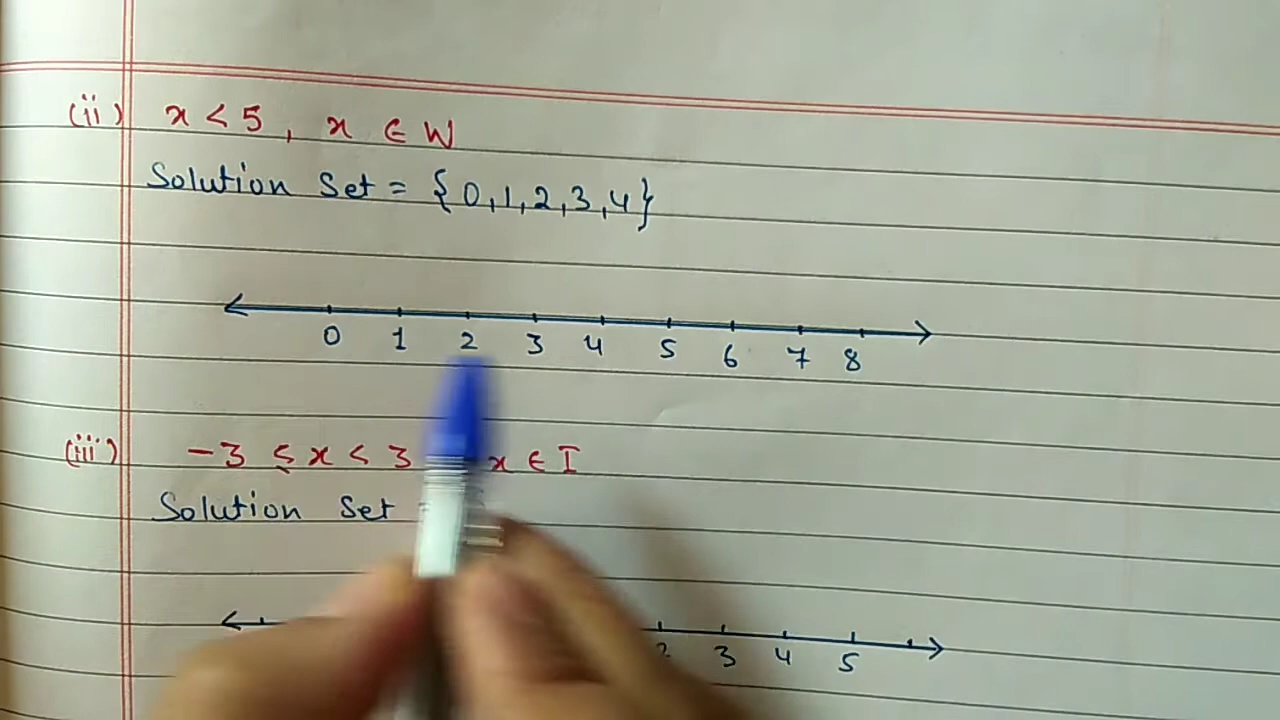 (ii) x < 5, x ∈ W
Solution Set = {0,1,2,3,4}
0 1 2 3 4 5 6 7 8
(iii) -3 ≤ x < 3 x ∈ I
Solution Set
3 4 5